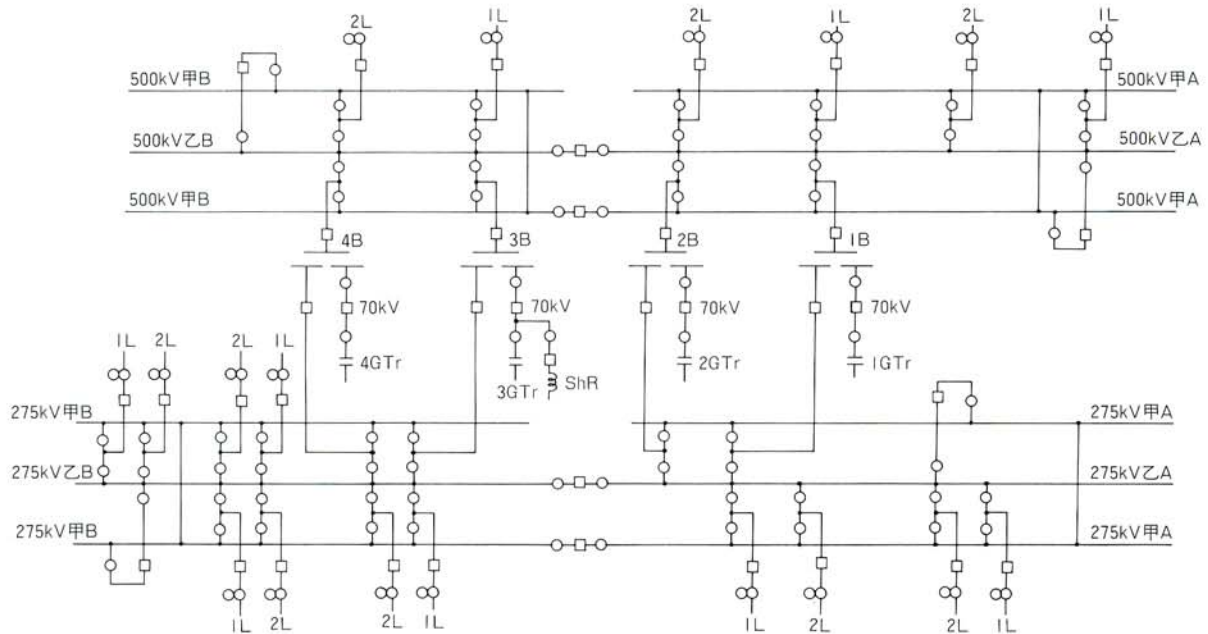 2L 1L 2L 1L 2L 1L
500kV甲B 500kV甲A
500kV乙B 500kV乙A
500kV甲B 500kV甲A
4B 3B 2B 1B
70kV 70kV 70kV 70kV
1L 2L 2L 1L
4GTr 3GTr ShR 2GTr 1GTr
275kV甲B 275kV甲A
275kV乙B 275kV乙A
275kV甲B 275kV甲A
1L 2L 2L 1L 1L 2L 2L 1L